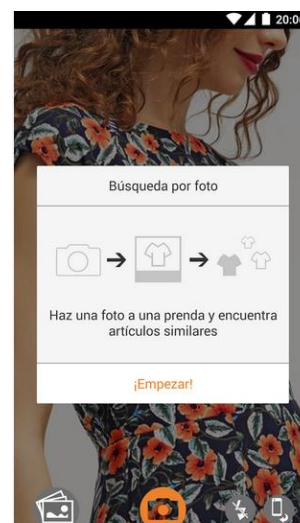 20:00
Búsqueda por foto
Haz una foto a una prenda y encuentra
artículos similares
¡Empezar!